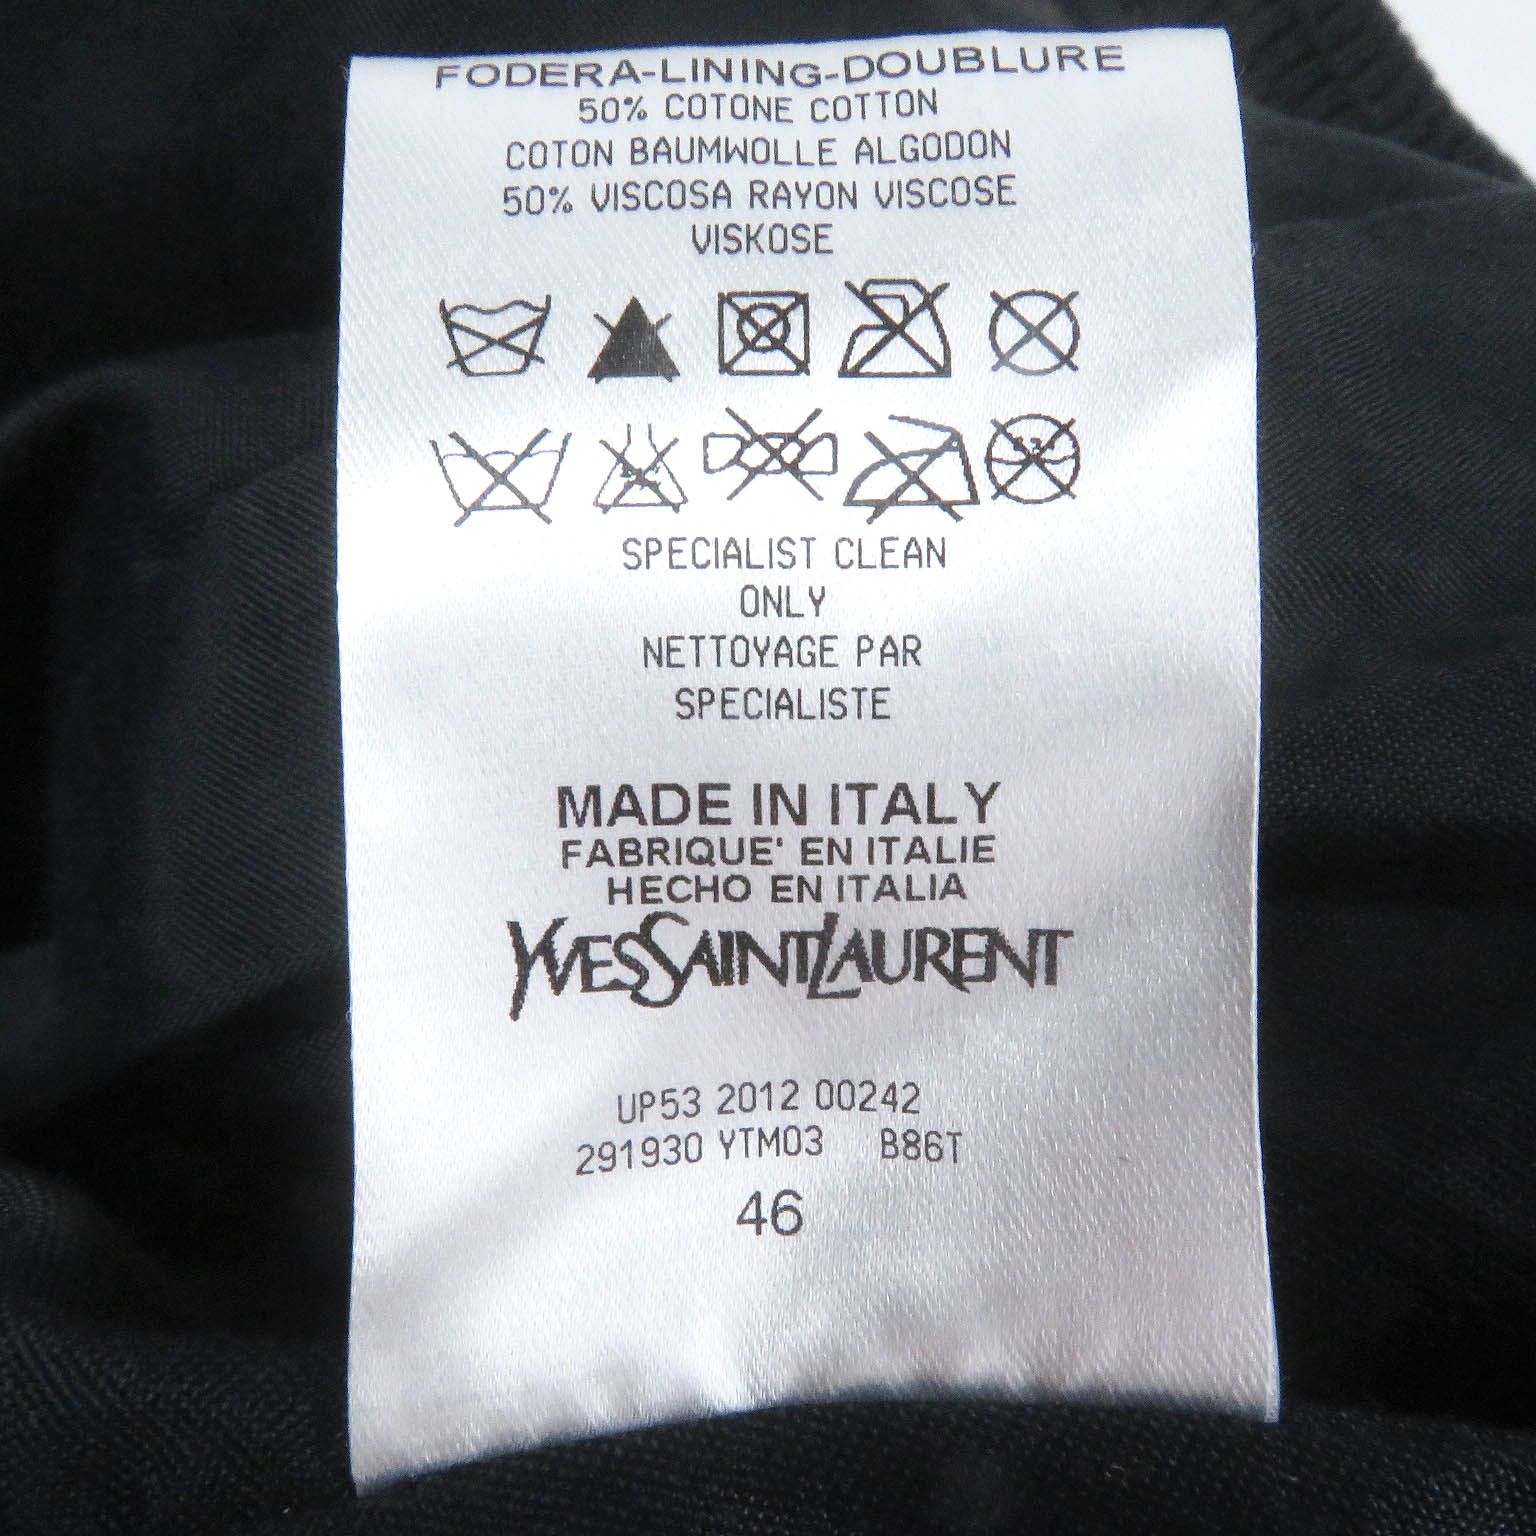 FODERA-LINING-DOUBLURE
50% COTONE COTTON
COTON BAUMWOLLE ALGODON
50% VISCOSA RAYON VISCOSE
VISKOSE
SPECIALIST CLEAN
ONLY
NETTOYAGE PAR
SPECIALISTE
MADE IN ITALY
FABRIQUE' EN ITALIE
HECHO EN ITALIA
YVESSAINTLAURENT
UP53 2012 00242
291930 YTM03 B86T
46